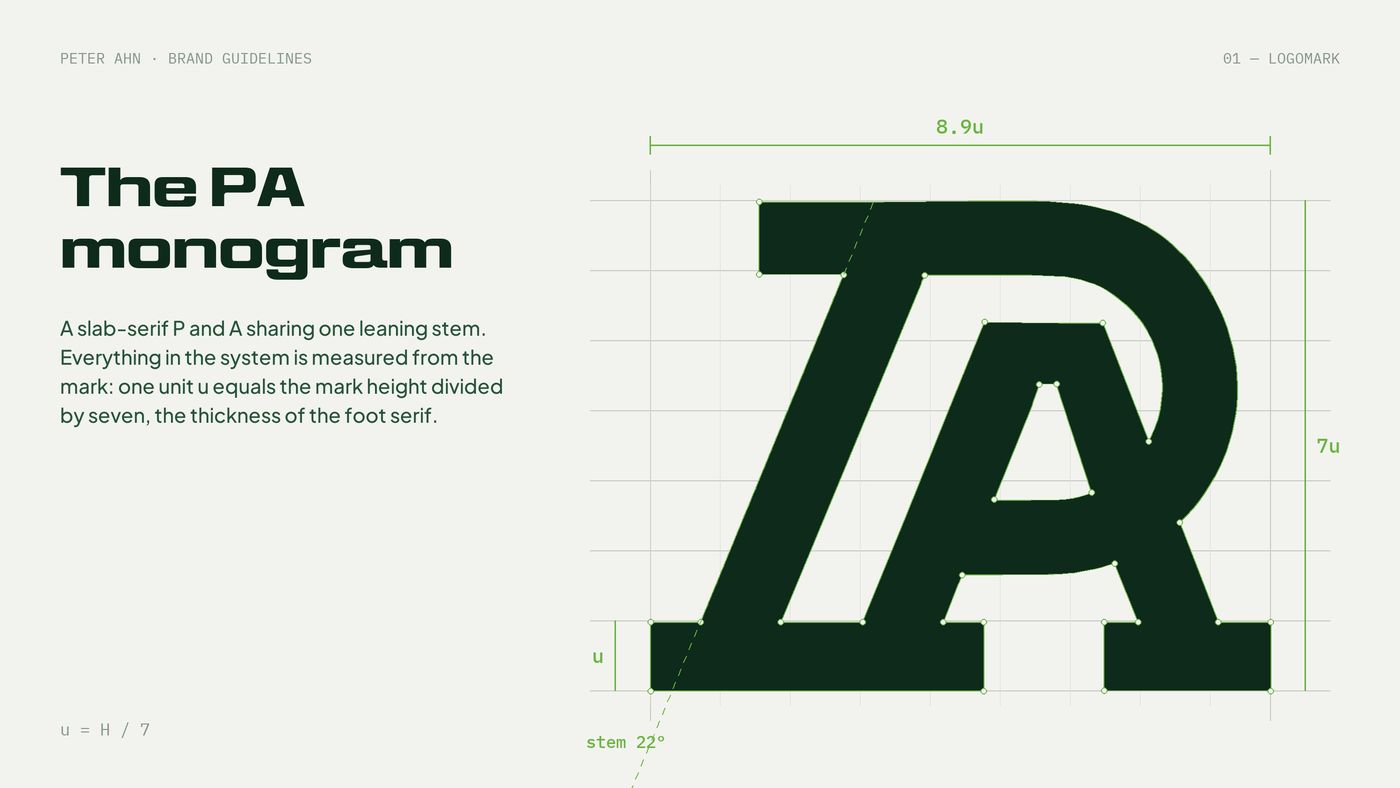 PETER AHN · BRAND GUIDELINES
01 — LOGOMARK
The PA
monogram
A slab-serif P and A sharing one leaning stem.
Everything in the system is measured from the
mark: one unit u equals the mark height divided
by seven, the thickness of the foot serif.
u = H / 7
8.9u
7u
u
stem 22°
PA